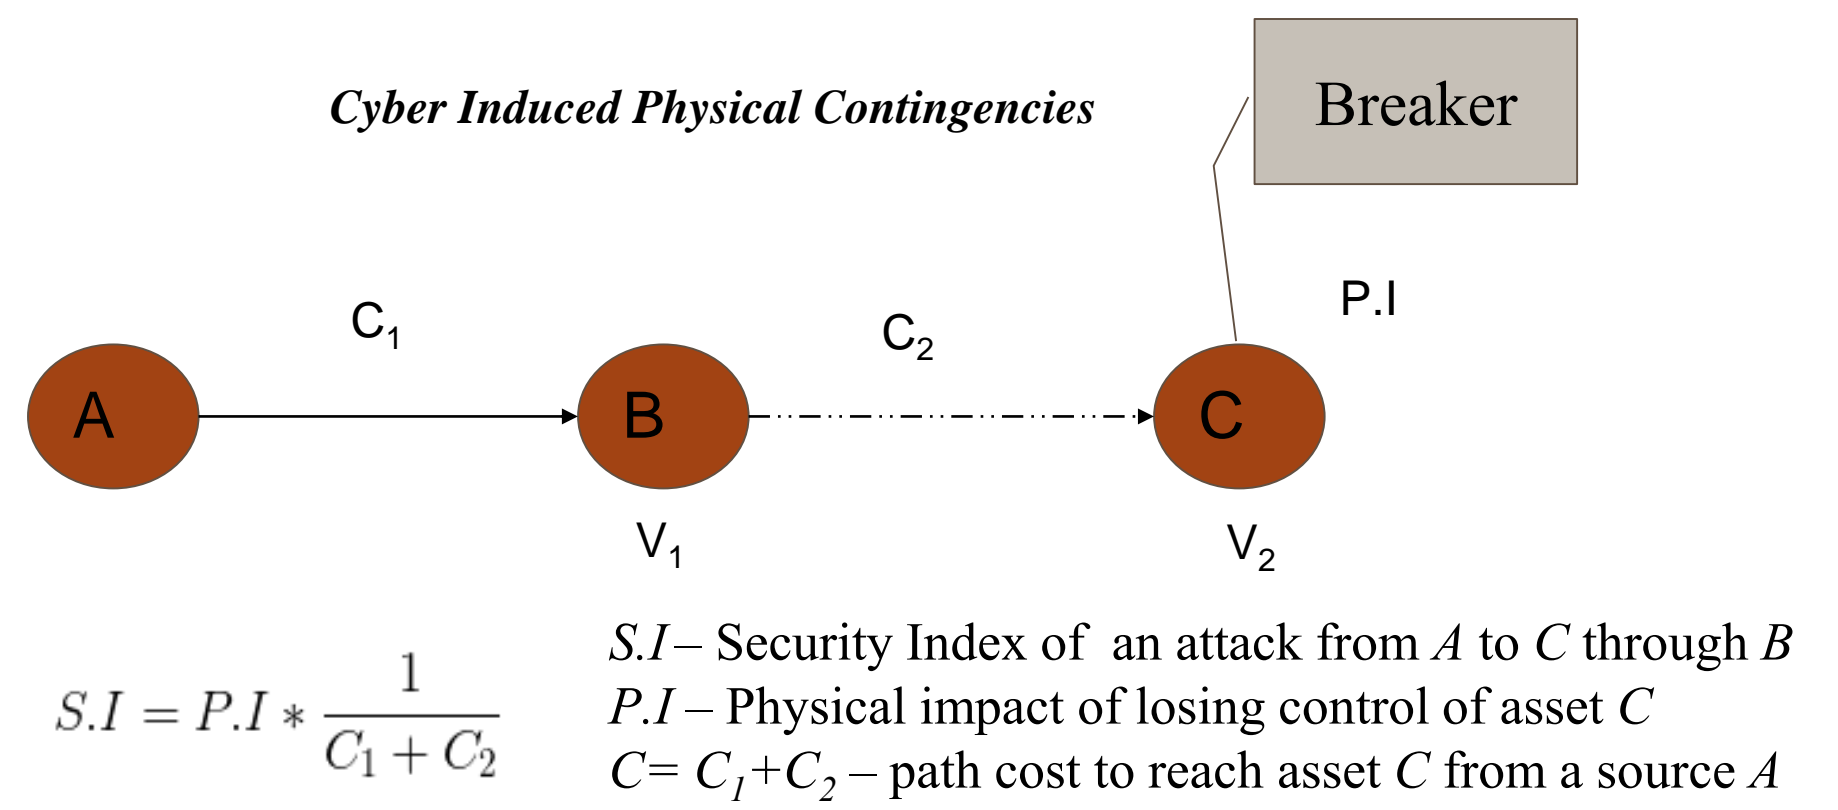 Cyber Induced Physical Contingencies
Breaker
P.I
C₁
C₂
A
B
C
V₁
V₂
S.I = P.I * 1 / (C₁ + C₂)
S.I – Security Index of an attack from A to C through B
P.I – Physical impact of losing control of asset C
C= C₁+C₂ – path cost to reach asset C from a source A